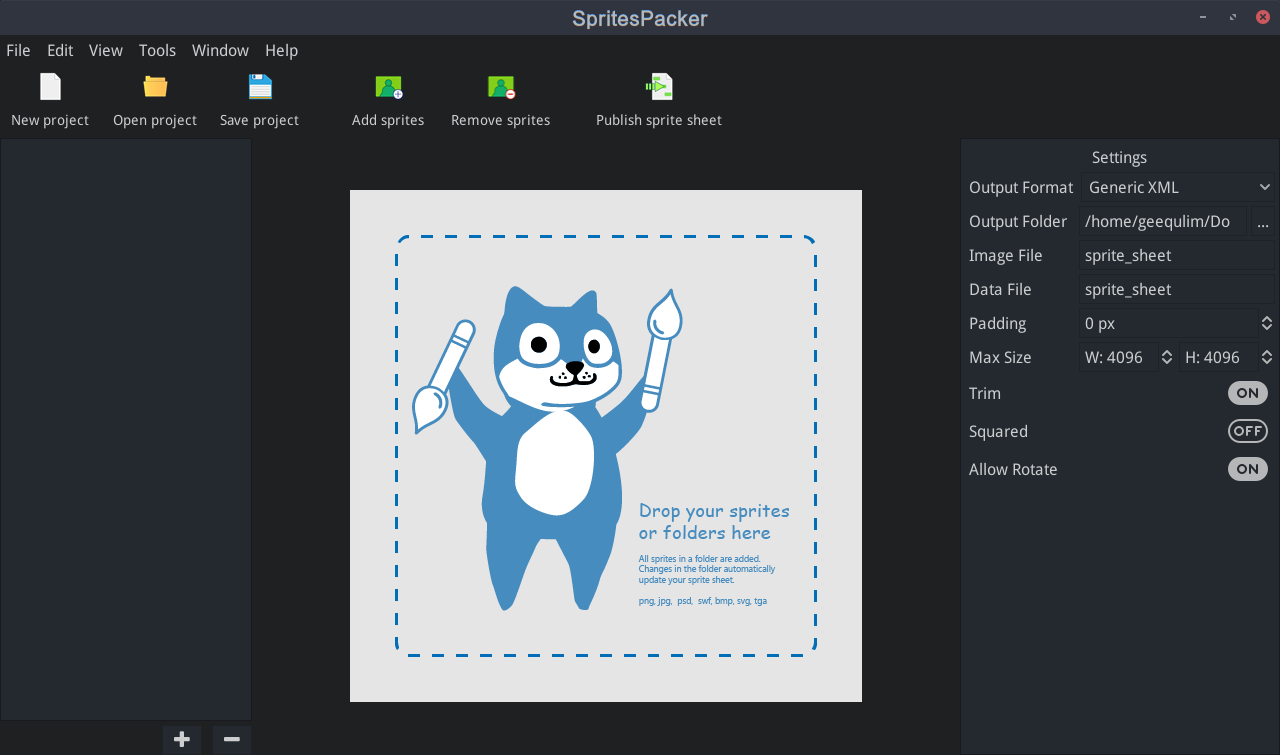 SpritesPacker
File Edit View Tools Window Help
New project Open project Save project Add sprites Remove sprites Publish sprite sheet
Settings
Output Format Generic XML
Output Folder /home/geequlim/Do ...
Image File sprite_sheet
Data File sprite_sheet
Padding 0 px
Max Size W: 4096 H: 4096
Trim ON
Squared OFF
Allow Rotate ON
Drop your sprites
or folders here
All sprites in a folder are added.
Changes in the folder automatically
update your sprite sheet.
png, jpg, psd, swf, bmp, svg, tga